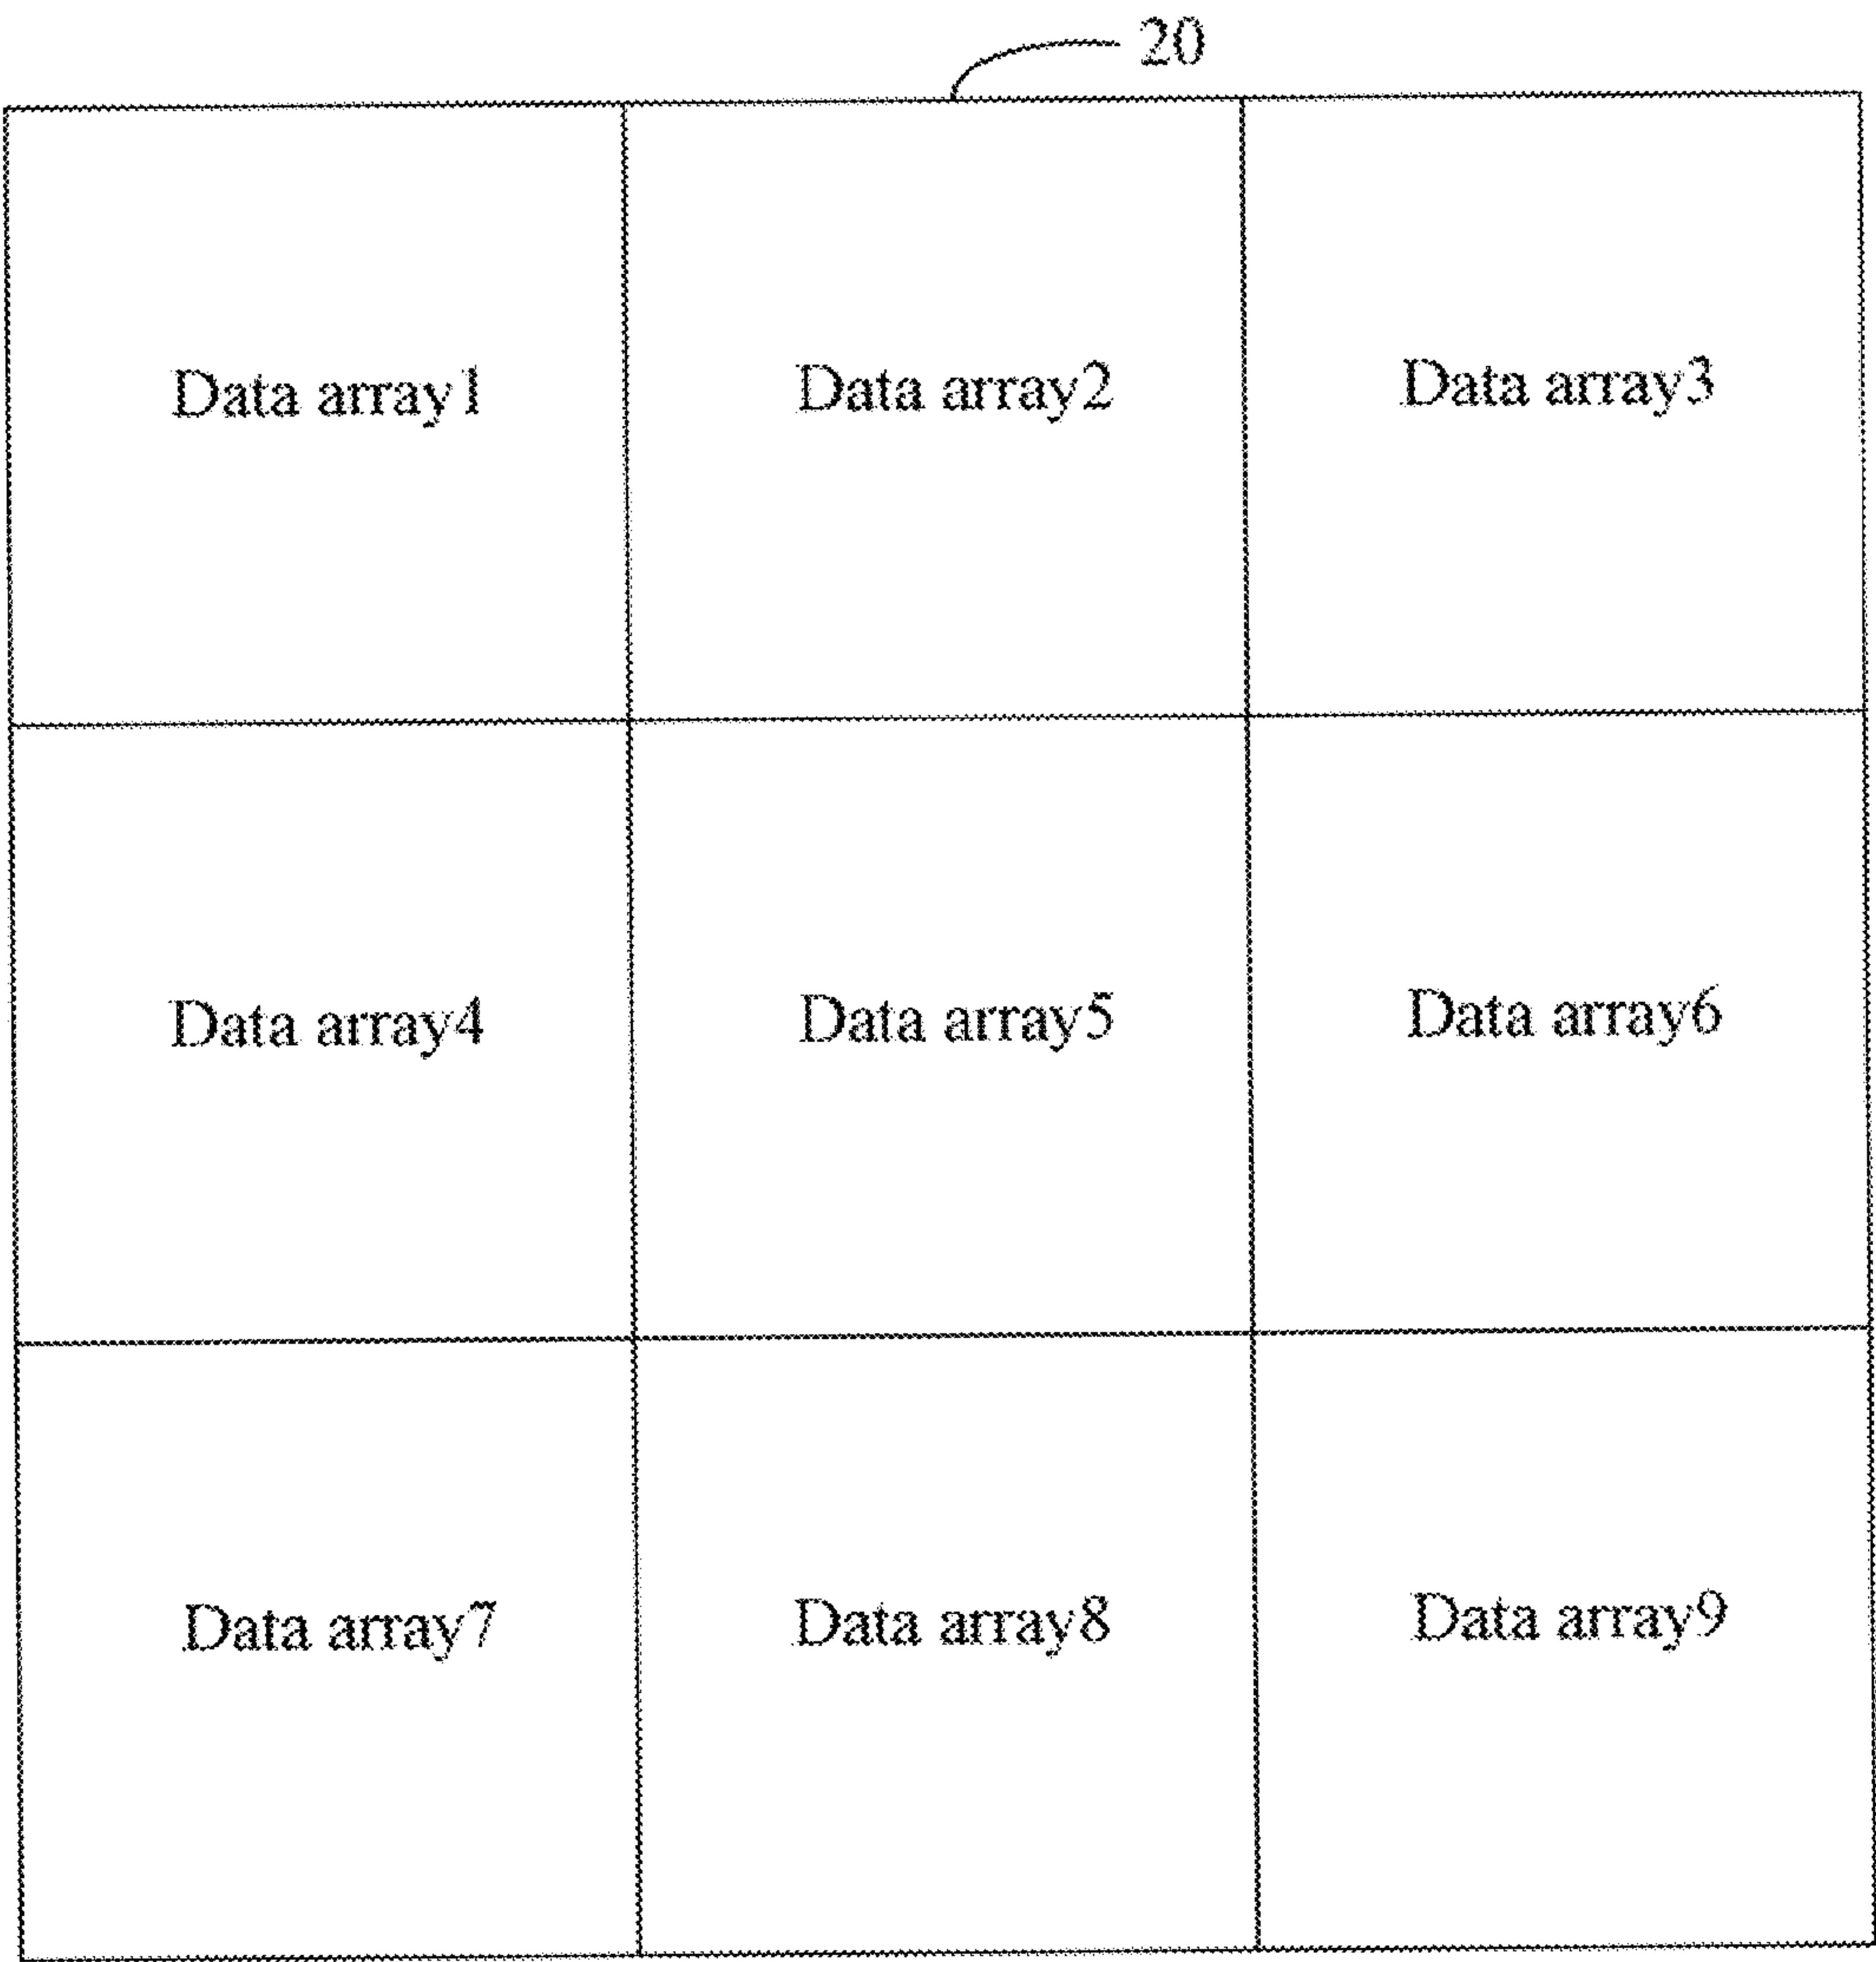 20
Data array1
Data array2
Data array3
Data array4
Data array5
Data array6
Data array7
Data array8
Data array9